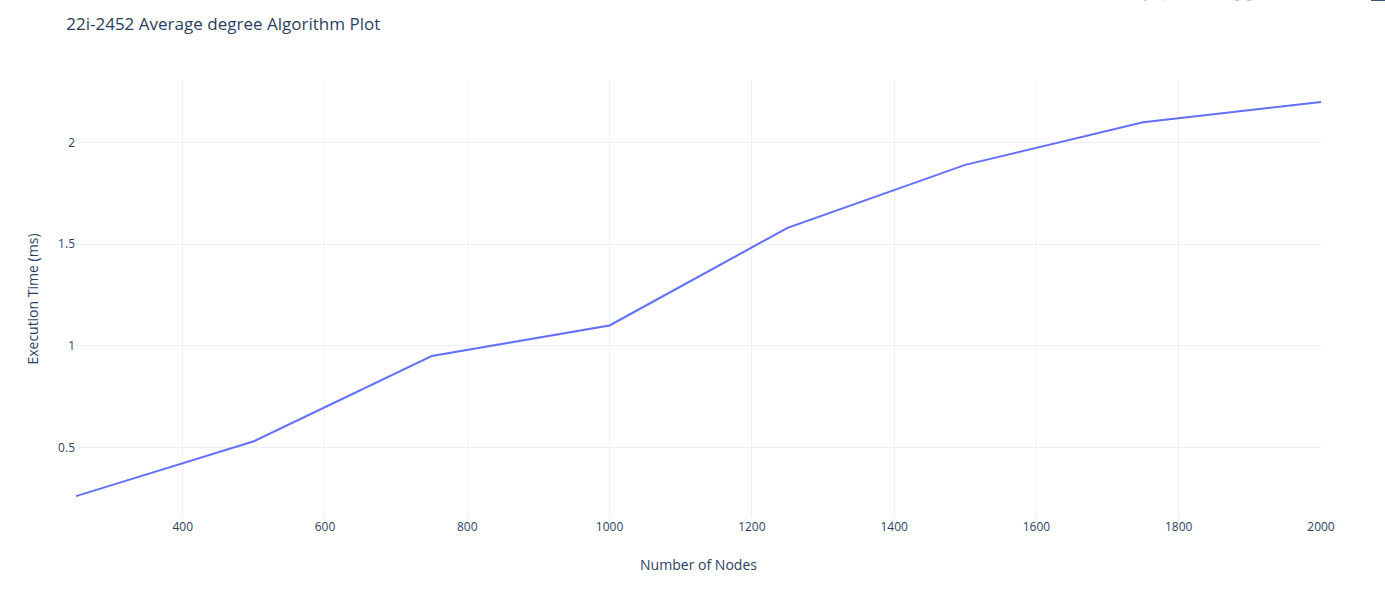 22i-2452 Average degree Algorithm Plot
2
1.5
1
0.5
Execution Time (ms)
400 600 800 1000 1200 1400 1600 1800 2000
Number of Nodes